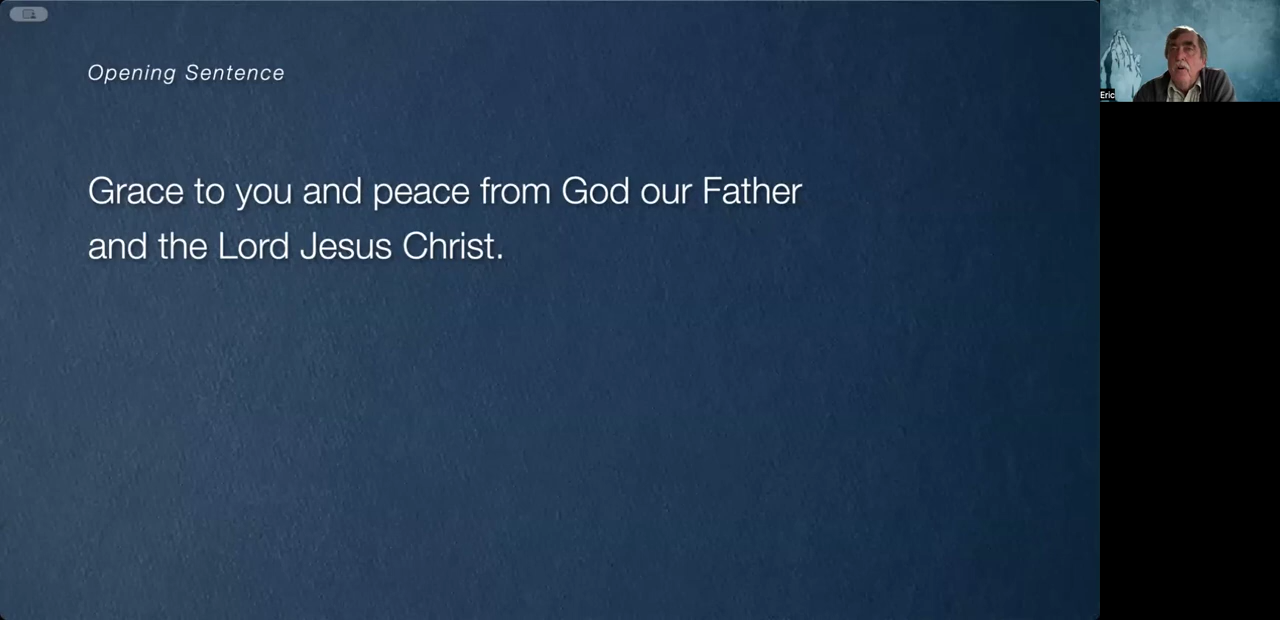 Opening Sentence
Grace to you and peace from God our Father
and the Lord Jesus Christ.
Eric